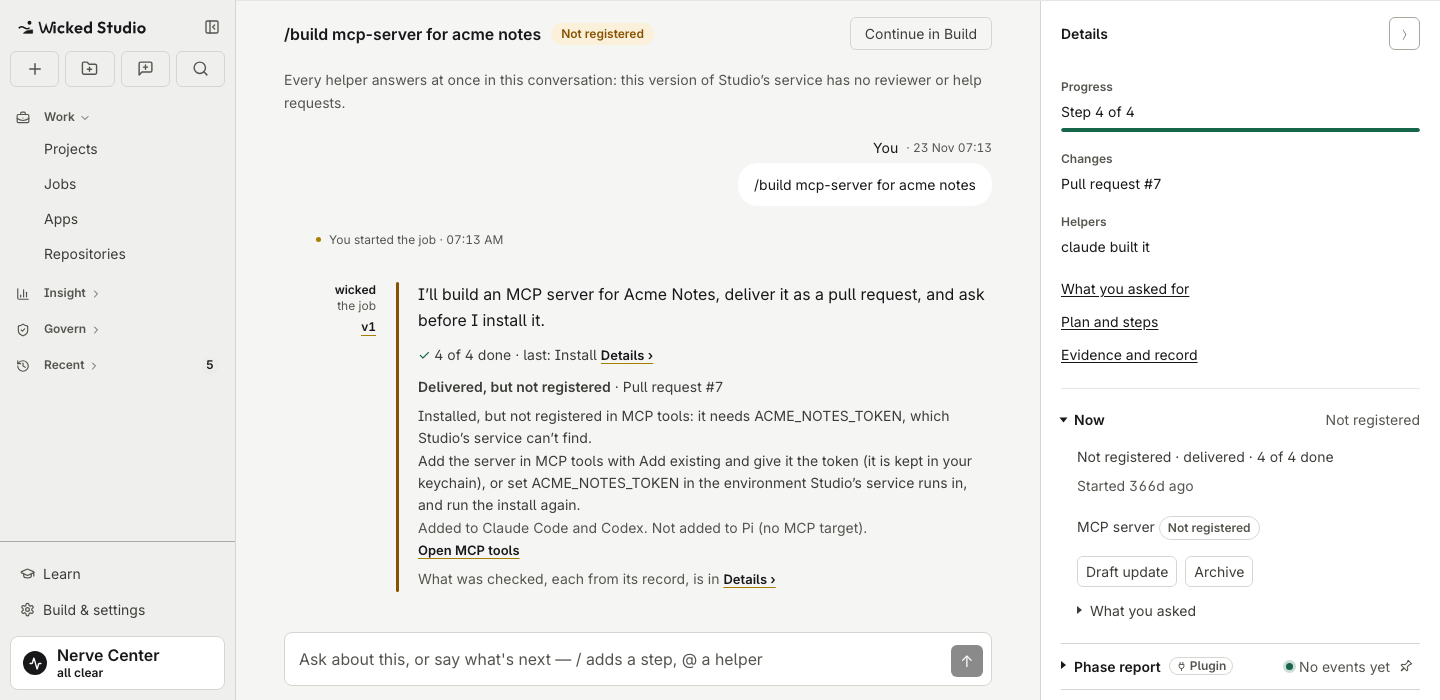 Wicked Studio
Work
Projects
Jobs
Apps
Repositories
Insight
Govern
Recent 5
Learn
Build & settings
Nerve Center
all clear
/build mcp-server for acme notes Not registered Continue in Build
Every helper answers at once in this conversation: this version of Studio’s service has no reviewer or help
requests.
You · 23 Nov 07:13
/build mcp-server for acme notes
You started the job · 07:13 AM
wicked
the job
v1
I’ll build an MCP server for Acme Notes, deliver it as a pull request, and ask
before I install it.
✓ 4 of 4 done · last: Install Details ›
Delivered, but not registered · Pull request #7
Installed, but not registered in MCP tools: it needs ACME_NOTES_TOKEN, which
Studio’s service can’t find.
Add the server in MCP tools with Add existing and give it the token (it is kept in your
keychain), or set ACME_NOTES_TOKEN in the environment Studio’s service runs in,
and run the install again.
Added to Claude Code and Codex. Not added to Pi (no MCP target).
Open MCP tools
What was checked, each from its record, is in Details ›
Ask about this, or say what's next — / adds a step, @ a helper
Details
Progress
Step 4 of 4
Changes
Pull request #7
Helpers
claude built it
What you asked for
Plan and steps
Evidence and record
Now Not registered
Not registered · delivered · 4 of 4 done
Started 366d ago
MCP server Not registered
Draft update Archive
What you asked
Phase report Plugin No events yet